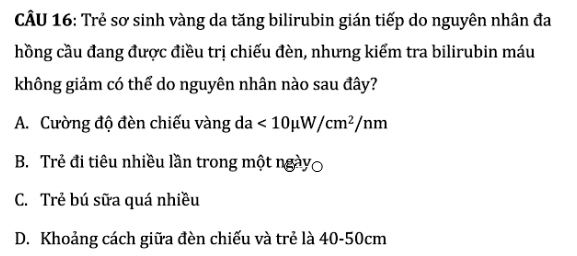 CÂU 16: Trẻ sơ sinh vàng da tăng bilirubin gián tiếp do nguyên nhân đa
hồng cầu đang được điều trị chiếu đèn, nhưng kiểm tra bilirubin máu
không giảm có thể do nguyên nhân nào sau đây?
A. Cường độ đèn chiếu vàng da < 10µW/cm²/nm
B. Trẻ đi tiêu nhiều lần trong một ngày
C. Trẻ bú sữa quá nhiều
D. Khoảng cách giữa đèn chiếu và trẻ là 40-50cm